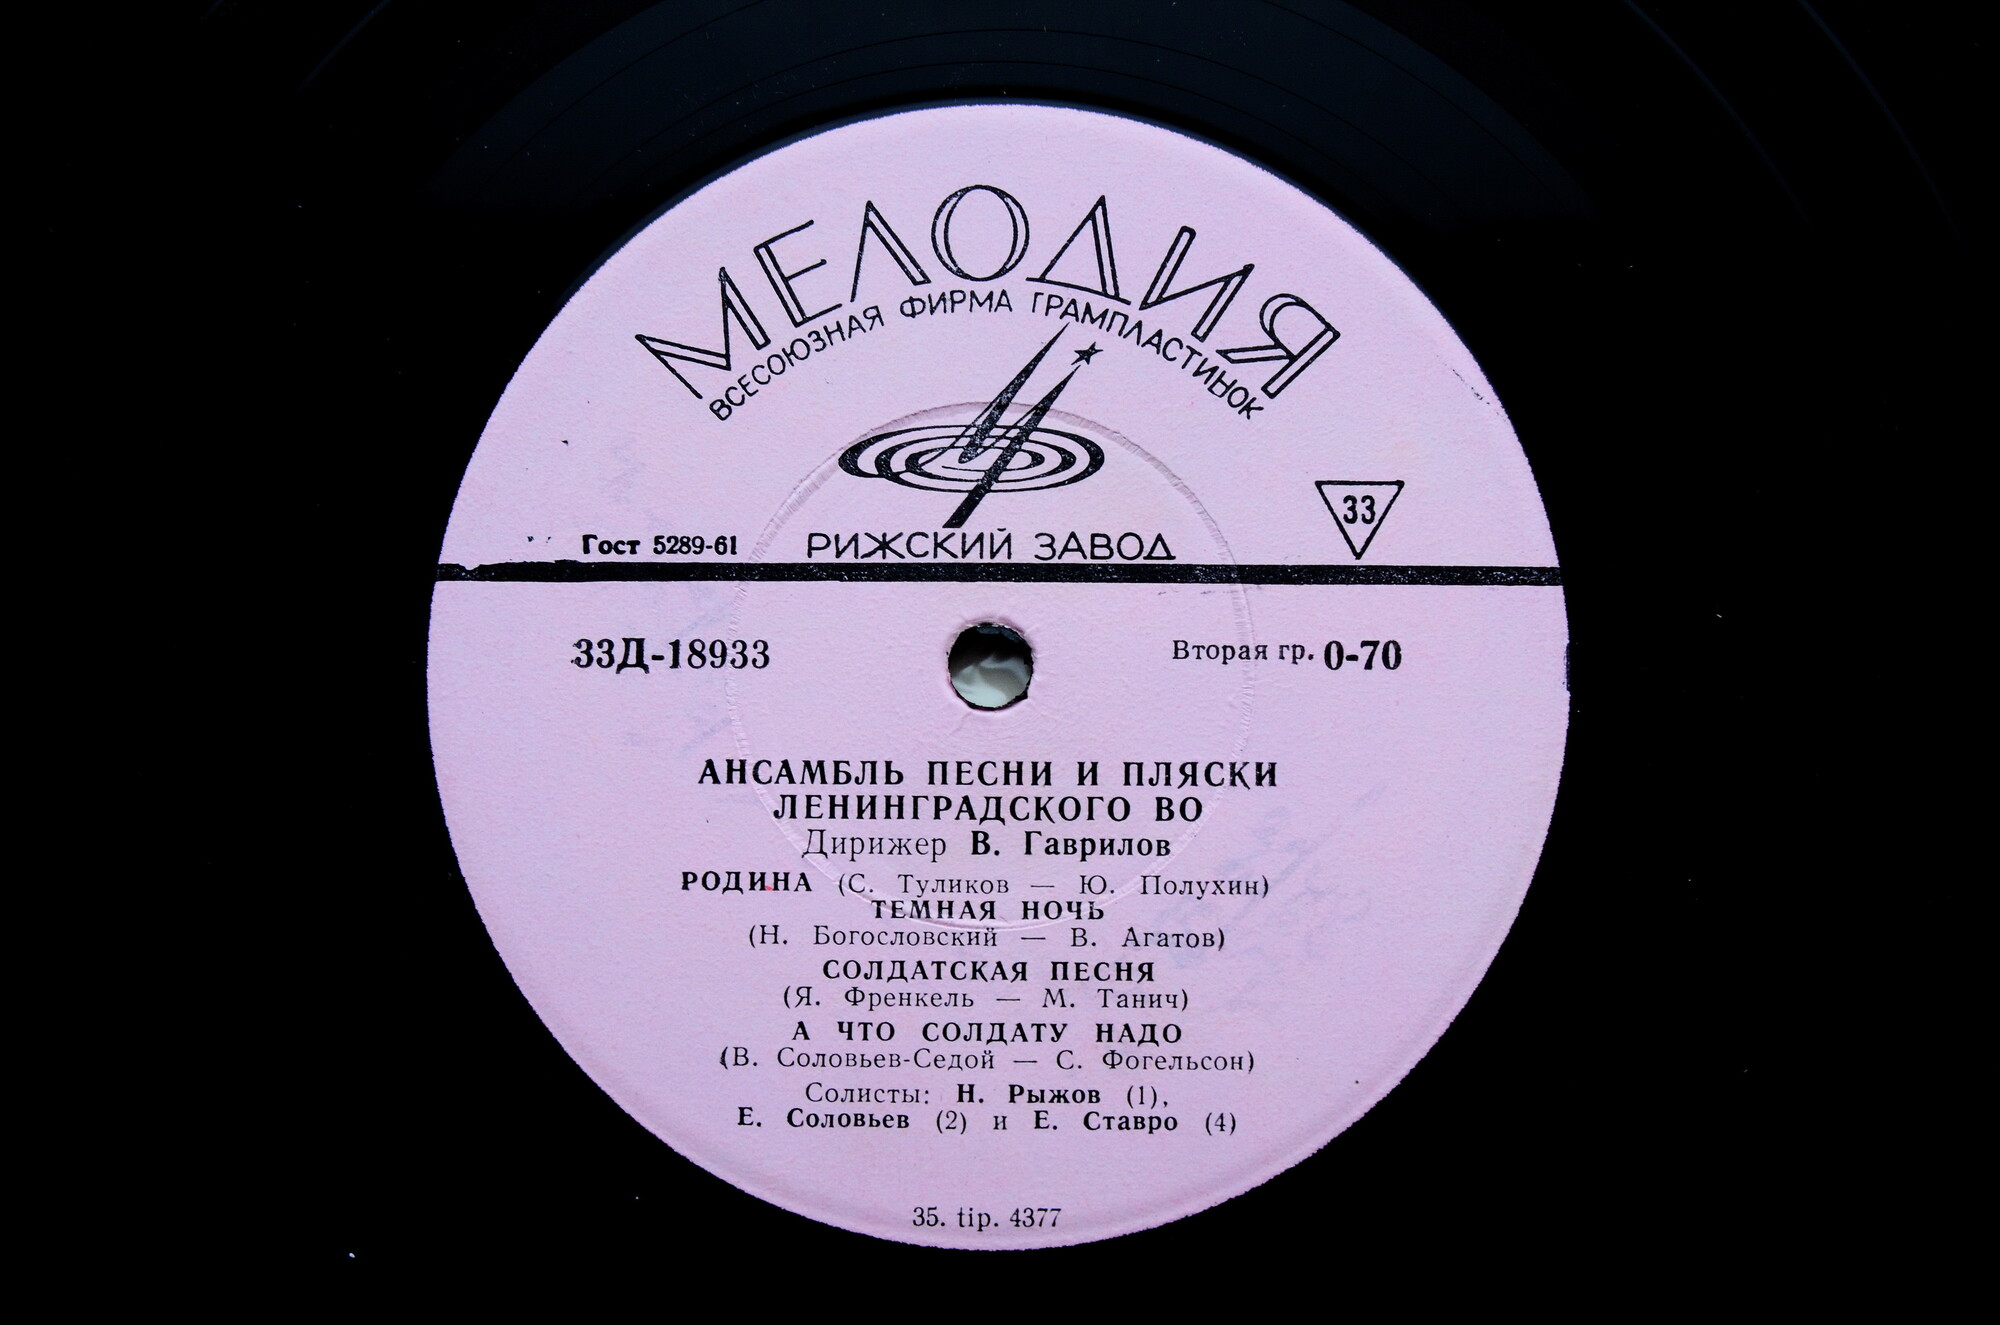 МЕЛОДИЯ
ВСЕСОЮЗНАЯ ФИРМА ГРАМПЛАСТИНОК
33
Гост 5289-61 РИЖСКИЙ ЗАВОД
33Д-18933 Вторая гр. 0-70
АНСАМБЛЬ ПЕСНИ И ПЛЯСКИ
ЛЕНИНГРАДСКОГО ВО
Дирижер В. Гаврилов
РОДИНА (С. Туликов — Ю. Полухин)
ТЕМНАЯ НОЧЬ
(Н. Богословский — В. Агатов)
СОЛДАТСКАЯ ПЕСНЯ
(Я. Френкель — М. Танич)
А ЧТО СОЛДАТУ НАДО
(В. Соловьев-Седой — С. Фогельсон)
Солисты: Н. Рыжов (1),
Е. Соловьев (2) и Е. Ставро (4)
35. tip. 4377